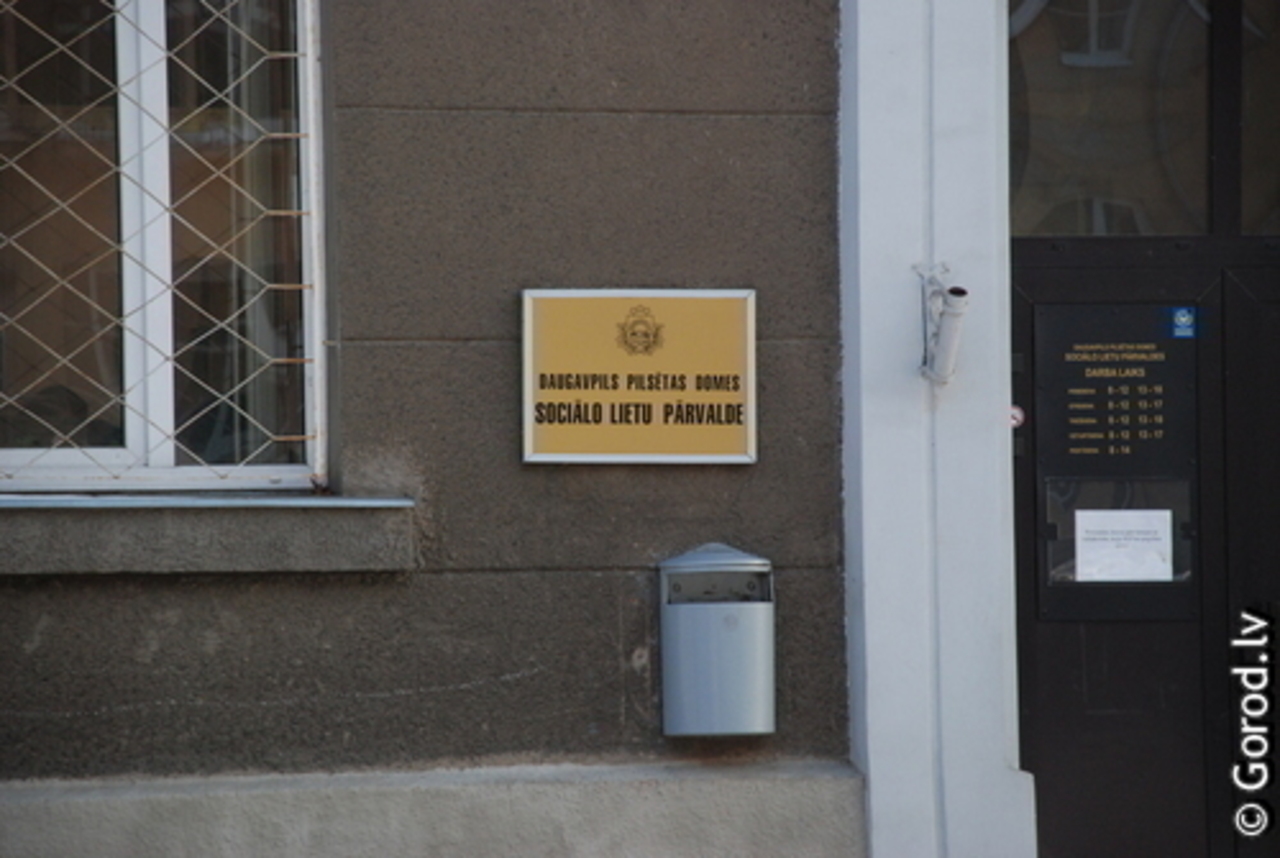 DAUGAVPILS PILSĒTAS DOMES
SOCIĀLO LIETU PĀRVALDE
DAUGAVPILS PILSĒTAS DOMES
SOCIĀLO LIETU PĀRVALDES
DARBA LAIKS
8 - 12 13 - 18
8 - 12 13 - 17
8 - 12 13 - 18
8 - 12 13 - 17
8 - 14
© Gorod.lv